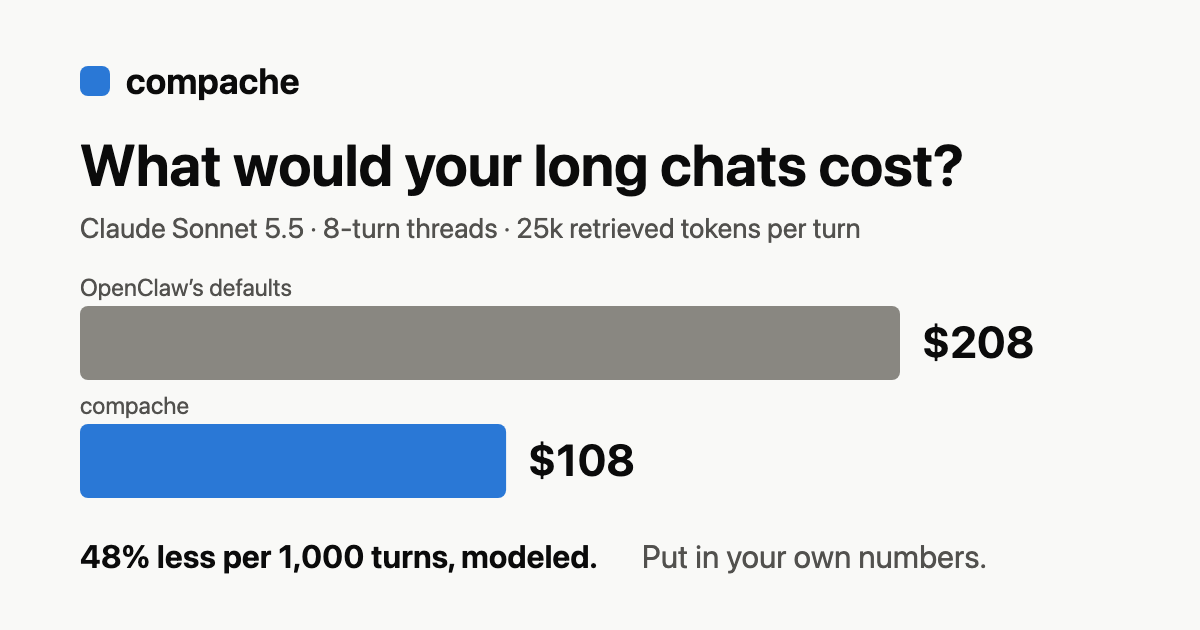 compache
What would your long chats cost?
Claude Sonnet 5.5 · 8-turn threads · 25k retrieved tokens per turn
OpenClaw’s defaults
$208
compache
$108
48% less per 1,000 turns, modeled. Put in your own numbers.